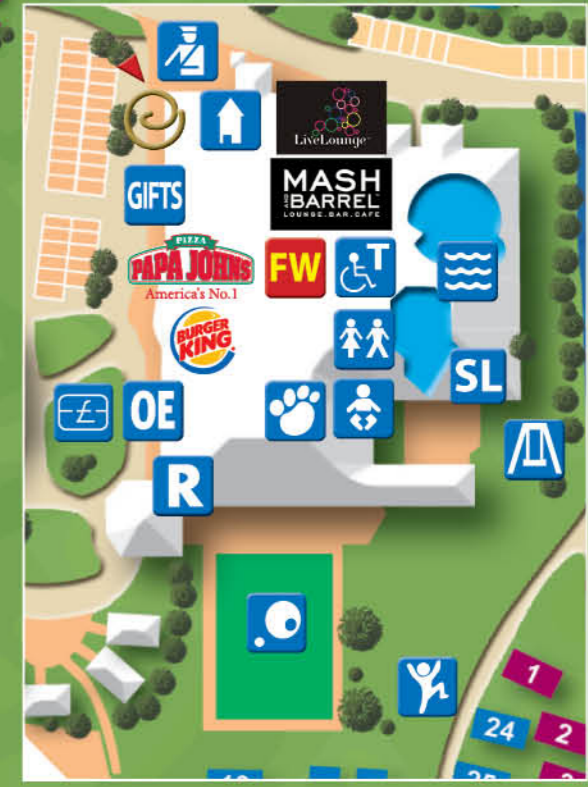 LiveLounge™
GIFTS
MASH
AND BARREL
LOUNGE.BAR.CAFE
PIZZA
PAPA JOHNS
America's No.1
FW
T
BURGER
KING
SL
£
OE
R
1
24
2